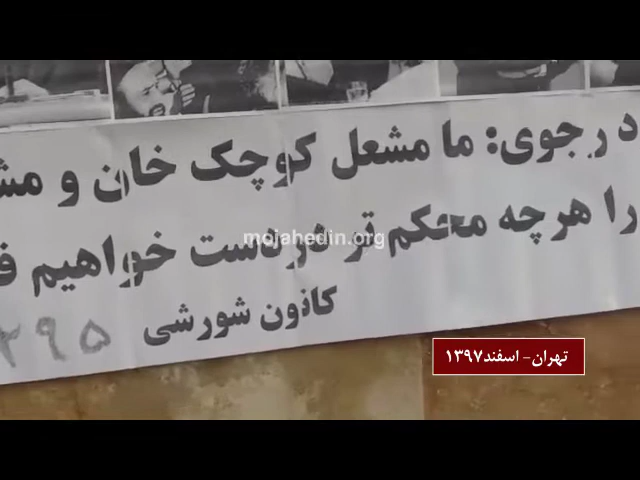 د رجوی: ما مشعل کوچک خان و مش
را هرچه محکم تر در دست خواهیم ف
کانون شورشی ۳۹۵
mojahedin.org
تهران- اسفند۱۳۹۷